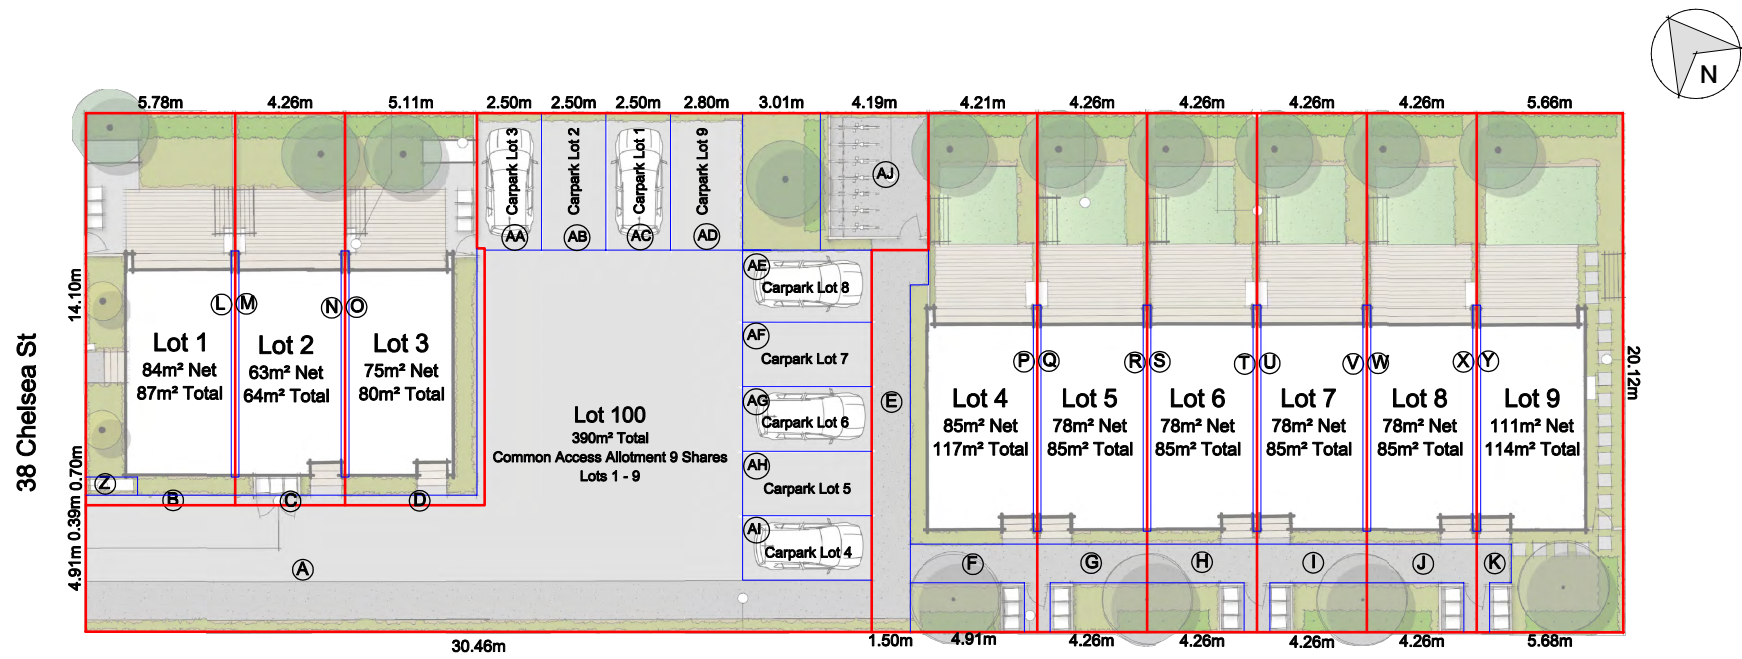 N
5.78m 4.26m 5.11m 2.50m 2.50m 2.50m 2.80m 3.01m 4.19m 4.21m 4.26m 4.26m 4.26m 4.26m 5.66m
Carpark Lot 3
Carpark Lot 2
Carpark Lot 1
Carpark Lot 9
AA AB AC AD
AJ
AE
Carpark Lot 8
AF
Carpark Lot 7
AG
Carpark Lot 6
AH
Carpark Lot 5
AI
Carpark Lot 4
38 Chelsea St
14.10m
0.70m
0.39m
4.91m
L M N O
Lot 1
84m² Net
87m² Total
Lot 2
63m² Net
64m² Total
Lot 3
75m² Net
80m² Total
Z B C D
A
Lot 100
390m² Total
Common Access Allotment 9 Shares
Lots 1 - 9
E
P Q R S T U V W X Y
Lot 4
85m² Net
117m² Total
Lot 5
78m² Net
85m² Total
Lot 6
78m² Net
85m² Total
Lot 7
78m² Net
85m² Total
Lot 8
78m² Net
85m² Total
Lot 9
111m² Net
114m² Total
20.12m
F G H I J K
30.46m 1.50m 4.91m 4.26m 4.26m 4.26m 4.26m 5.68m